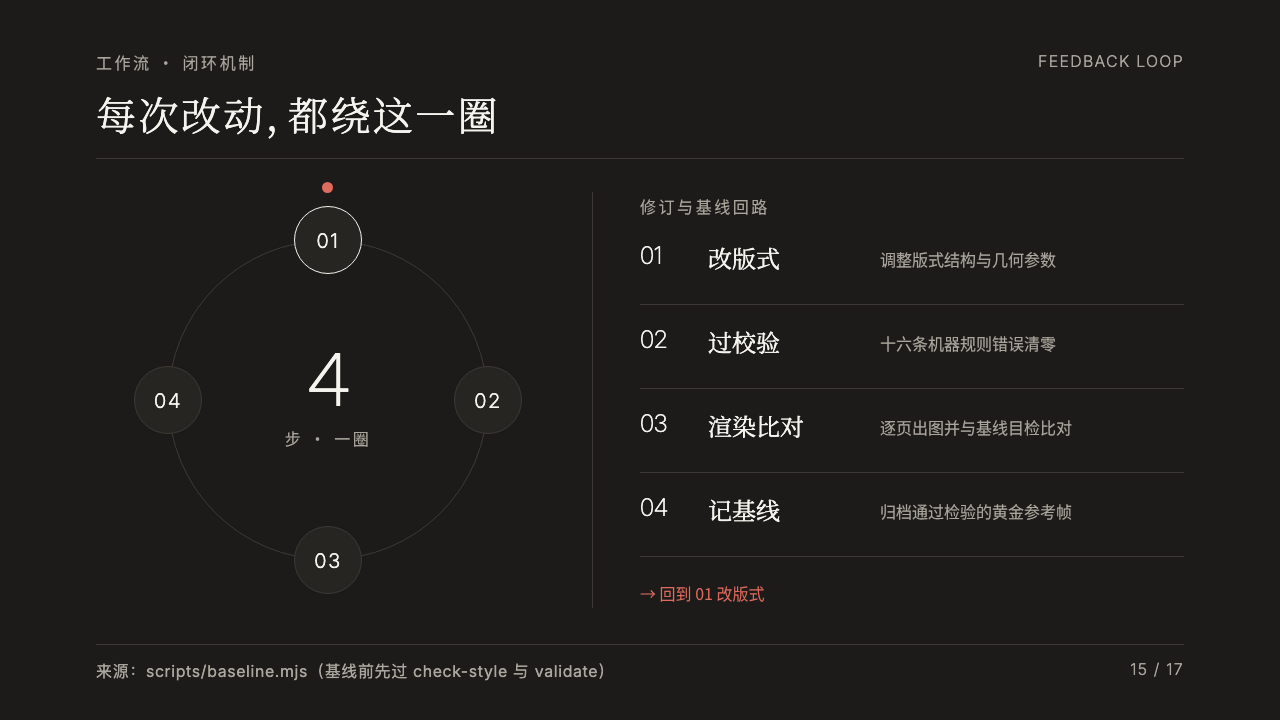 工作流 · 闭环机制
FEEDBACK LOOP
每次改动, 都绕这一圈
01
02
03
04
4
步 · 一圈
修订与基线回路
01 改版式 调整版式结构与几何参数
02 过校验 十六条机器规则错误清零
03 渲染比对 逐页出图并与基线目检比对
04 记基线 归档通过检验的黄金参考帧
→ 回到 01 改版式
来源：scripts/baseline.mjs（基线前先过 check-style 与 validate）
15 / 17